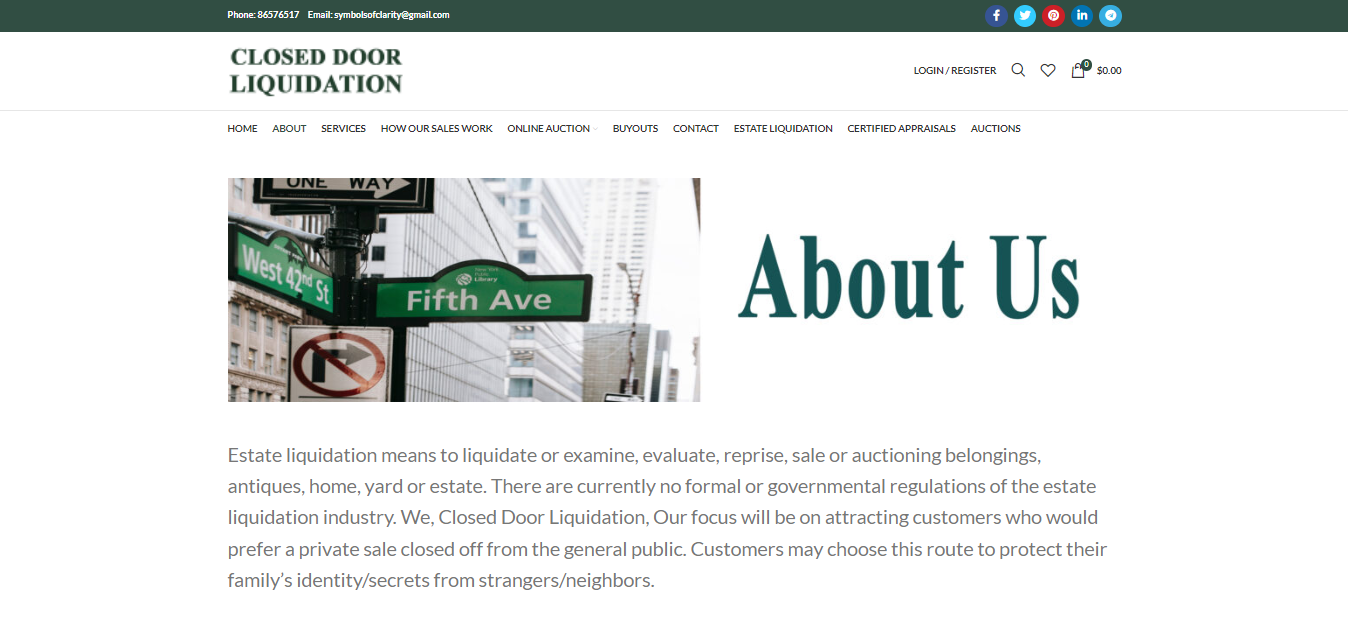 Phone: 86576517 Email: symbolsofclarity@gmail.com
CLOSED DOOR
LIQUIDATION
LOGIN / REGISTER
0
$0.00
HOME ABOUT SERVICES HOW OUR SALES WORK ONLINE AUCTION BUYOUTS CONTACT ESTATE LIQUIDATION CERTIFIED APPRAISALS AUCTIONS
ONE WAY
West 42nd St
New York
Public
Library
Fifth Ave
About Us
Estate liquidation means to liquidate or examine, evaluate, reprise, sale or auctioning belongings,
antiques, home, yard or estate. There are currently no formal or governmental regulations of the estate
liquidation industry. We, Closed Door Liquidation, Our focus will be on attracting customers who would
prefer a private sale closed off from the general public. Customers may choose this route to protect their
family’s identity/secrets from strangers/neighbors.